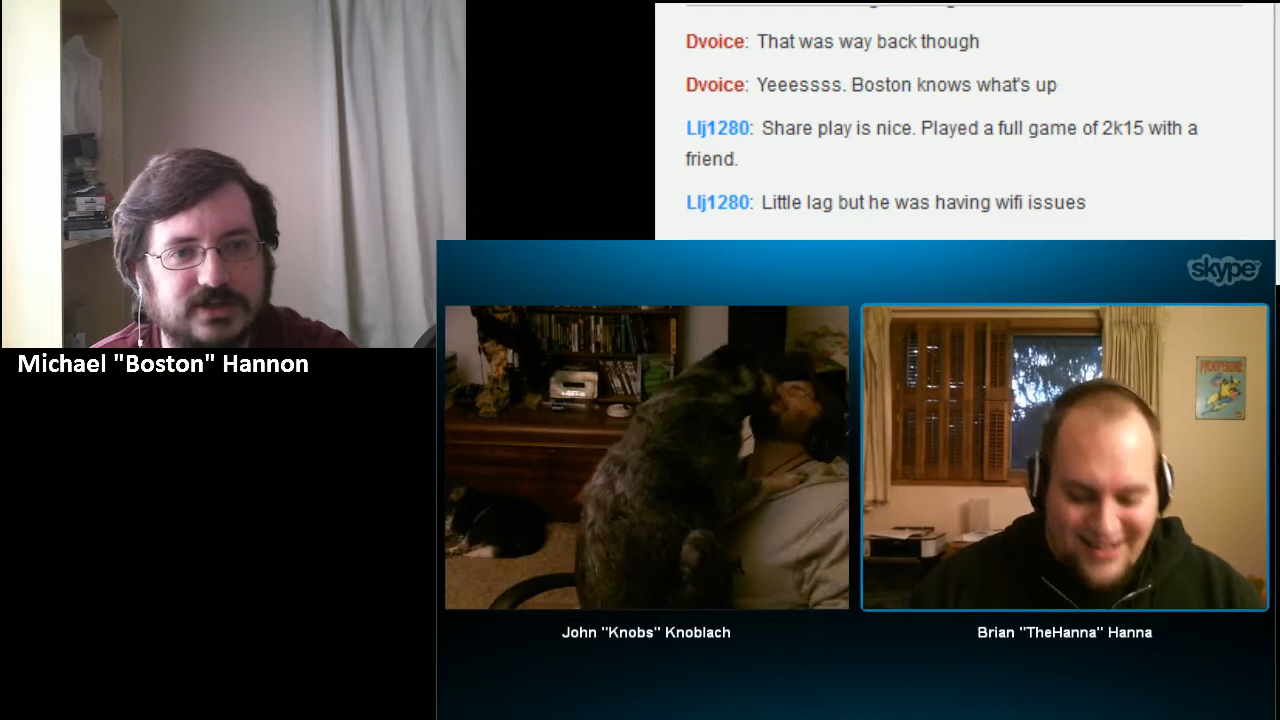 Dvoice: That was way back though
Dvoice: Yeeessss. Boston knows what's up
Llj1280: Share play is nice. Played a full game of 2k15 with a
friend.
Llj1280: Little lag but he was having wifi issues
skype
Michael "Boston" Hannon
WOLVERINE
John "Knobs" Knoblach
Brian "TheHanna" Hanna